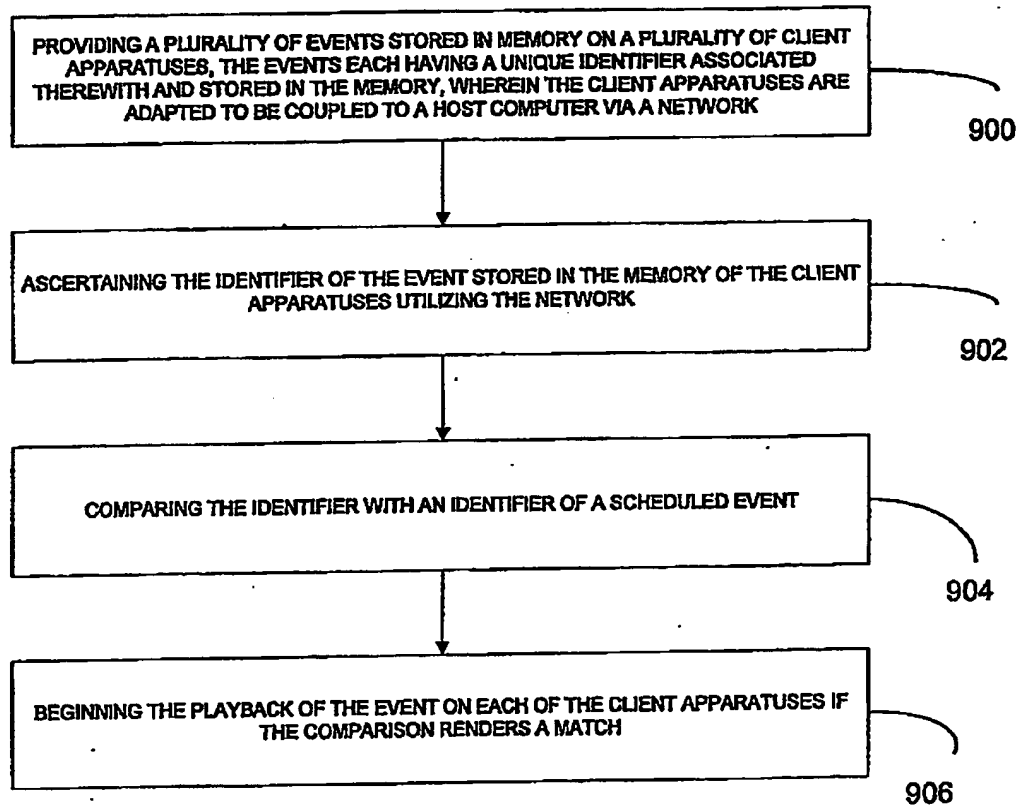 PROVIDING A PLURALITY OF EVENTS STORED IN MEMORY ON A PLURALITY OF CLIENT
APPARATUSES, THE EVENTS EACH HAVING A UNIQUE IDENTIFIER ASSOCIATED
THEREWITH AND STORED IN THE MEMORY, WHEREIN THE CLIENT APPARATUSES ARE
ADAPTED TO BE COUPLED TO A HOST COMPUTER VIA A NETWORK
900
ASCERTAINING THE IDENTIFIER OF THE EVENT STORED IN THE MEMORY OF THE CLIENT
APPARATUSES UTILIZING THE NETWORK
902
COMPARING THE IDENTIFIER WITH AN IDENTIFIER OF A SCHEDULED EVENT
904
BEGINNING THE PLAYBACK OF THE EVENT ON EACH OF THE CLIENT APPARATUSES IF
THE COMPARISON RENDERS A MATCH
906